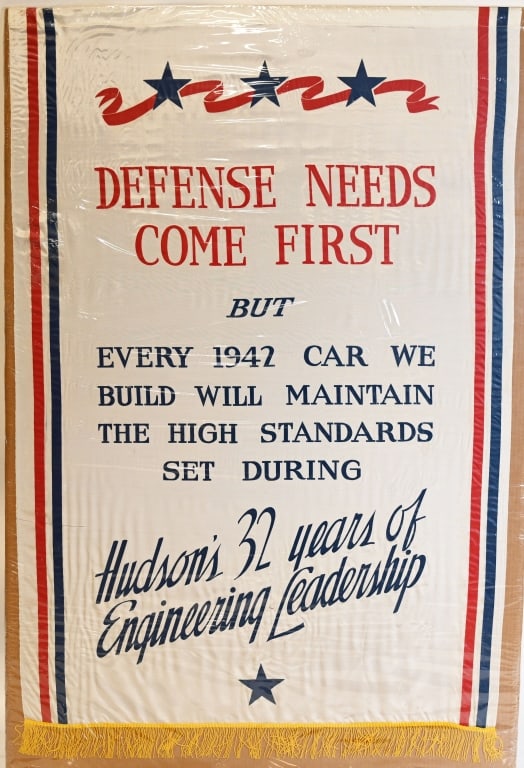 DEFENSE NEEDS
COME FIRST
BUT
EVERY 1942 CAR WE
BUILD WILL MAINTAIN
THE HIGH STANDARDS
SET DURING
Hudson's 32 years of
Engineering Leadership